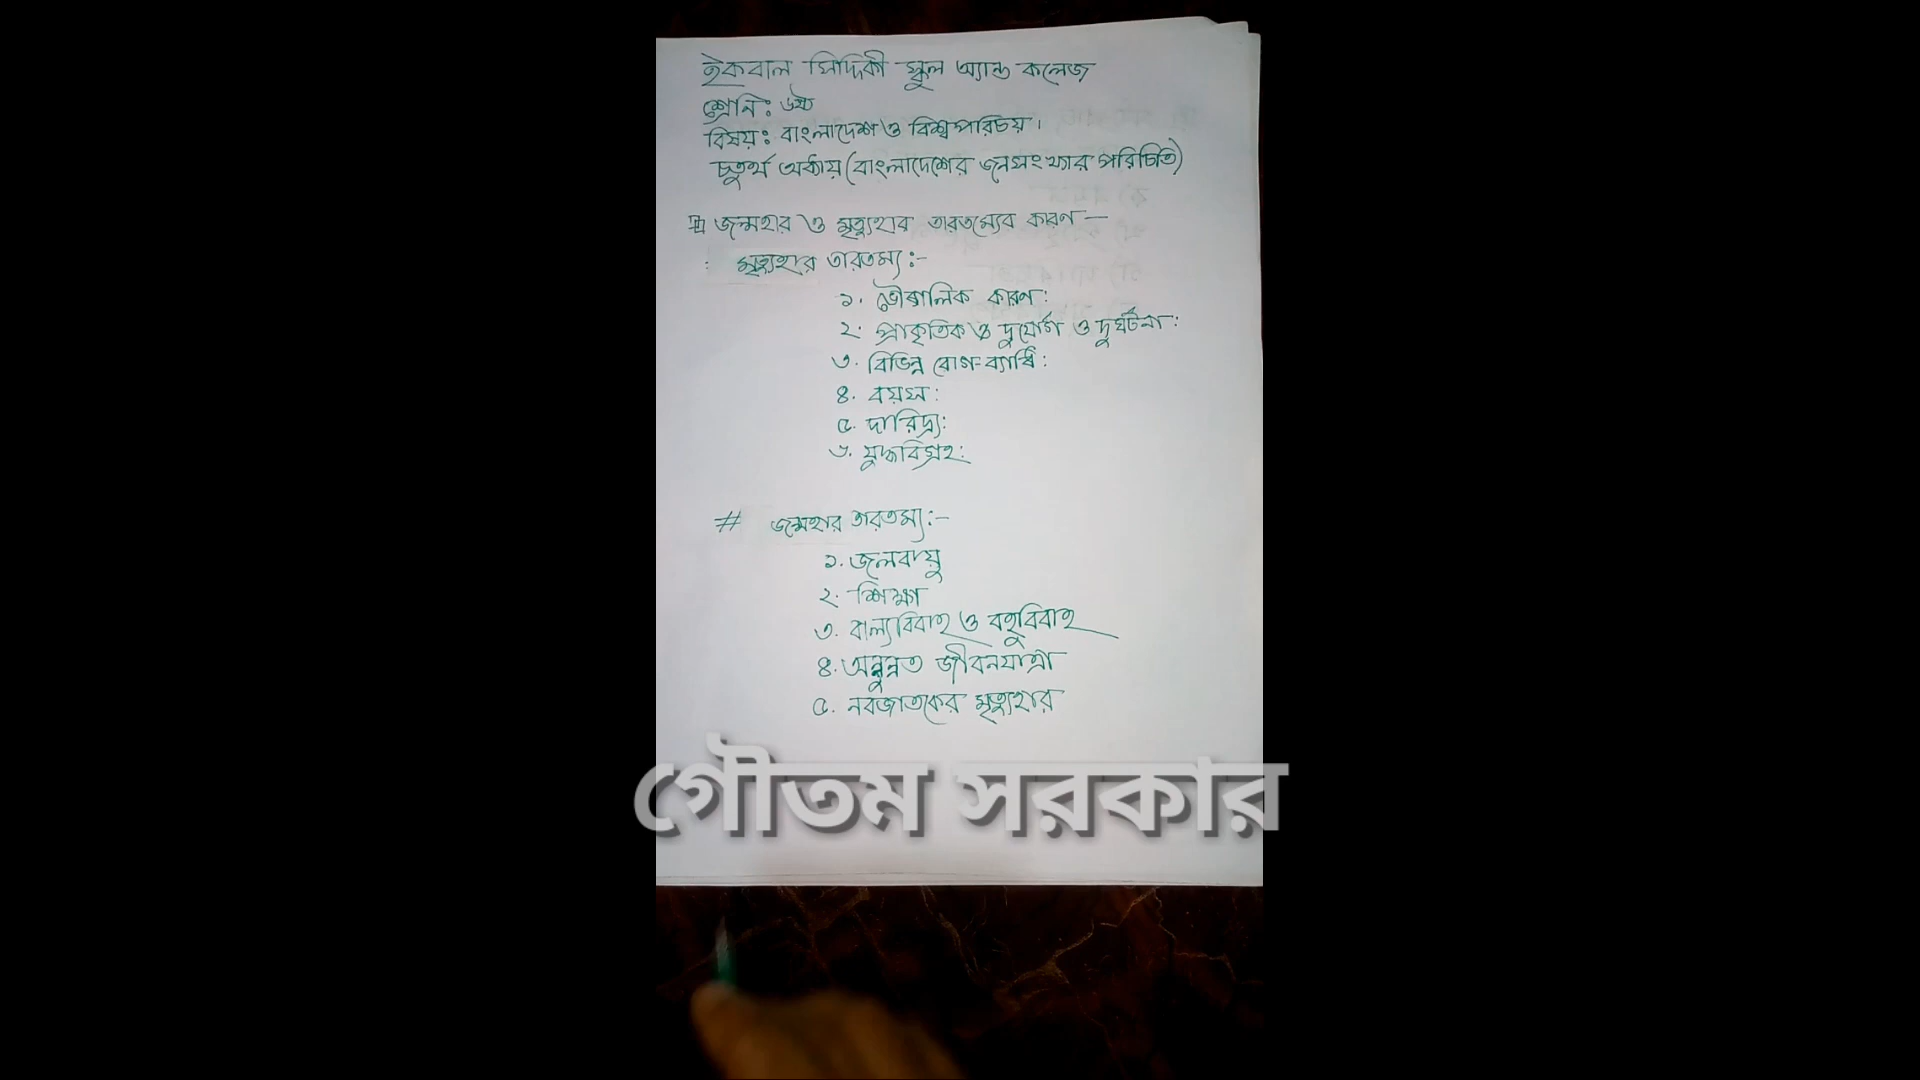 ইকবাল সিদ্দিকী স্কুল অ্যান্ড কলেজ
শ্রেনি: ৬ষ্ঠ
বিষয়: বাংলাদেশ ও বিশ্বপরিচয়।
চতুর্থ অধ্যায় (বাংলাদেশের জনসংখ্যার পরিচিতি)
# জন্মহার ও মৃত্যুহার তারতম্যের কারণ —
মৃত্যুহার তারতম্য :-
১. ভৌগলিক কারণ:
২. প্রাকৃতিক দুর্যোগ ও দুর্ঘটনা:
৩. বিভিন্ন রোগ-ব্যাধি:
৪. বয়স:
৫. দারিদ্র্য:
৬. যুদ্ধবিগ্রহ:
# জন্মহার তারতম্য:-
১. জলবায়ু
২. শিক্ষা
৩. বাল্যবিবাহ ও বহুবিবাহ
৪. অনুন্নত জীবনযাত্রা
৫. নবজাতকের মৃত্যুহার
গৌতম সরকার